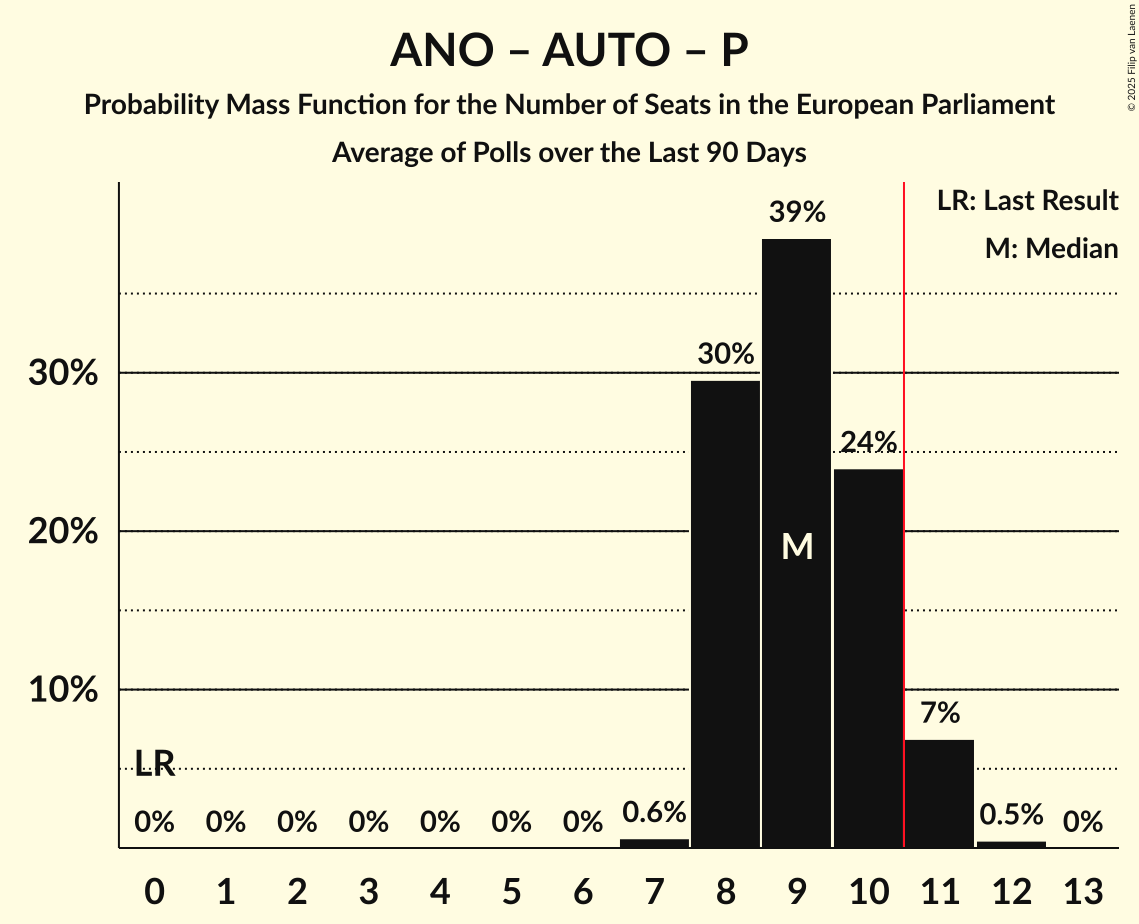 ANO – AUTO – P
Probability Mass Function for the Number of Seats in the European Parliament
Average of Polls over the Last 90 Days
© 2025 Filip van Laenen
LR: Last Result
M: Median
39%
30%
30%
24%
20%
M
10%
7%
LR
0% 0% 0% 0% 0% 0% 0% 0.6% 0.5% 0%
0 1 2 3 4 5 6 7 8 9 10 11 12 13